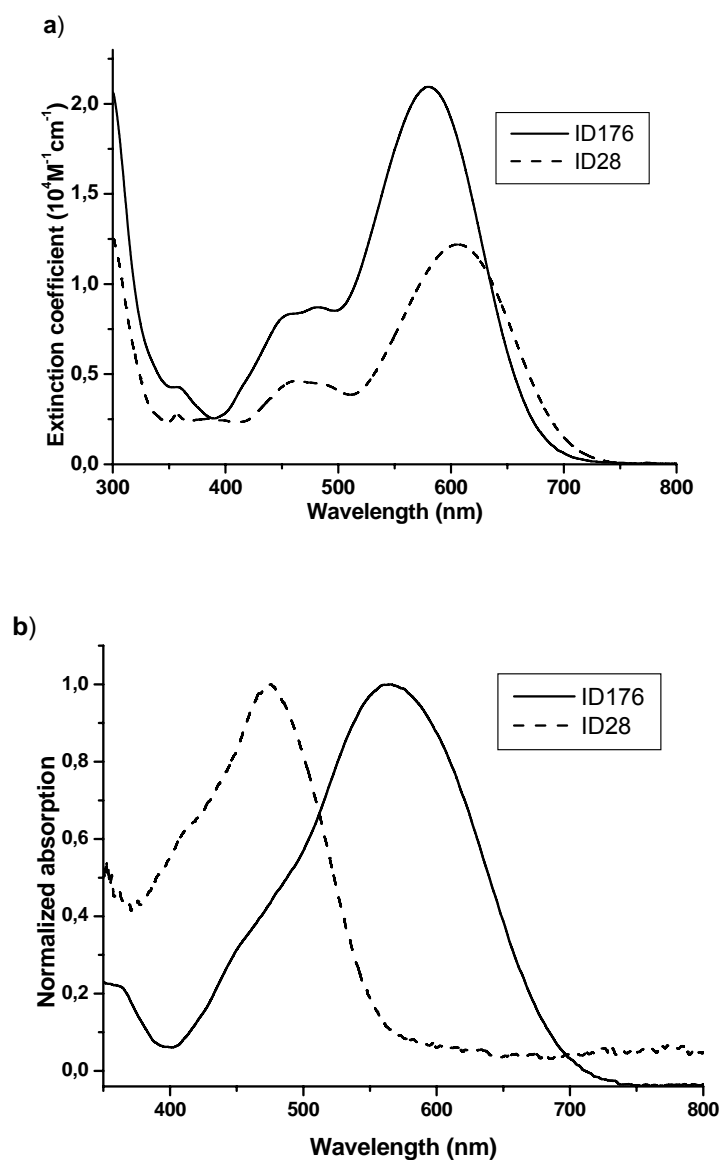 a)
Extinction coefficient (10⁴M⁻¹cm⁻¹)
2,0
1,5
1,0
0,5
0,0
ID176
ID28
300 400 500 600 700 800
Wavelength (nm)
b)
Normalized absorption
1,0
0,8
0,6
0,4
0,2
0,0
ID176
ID28
400 500 600 700 800
Wavelength (nm)